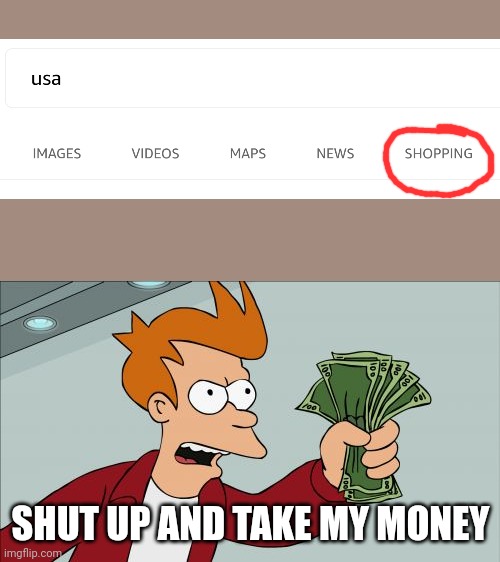 usa
IMAGES VIDEOS MAPS NEWS SHOPPING
SHUT UP AND TAKE MY MONEY
imgflip.com